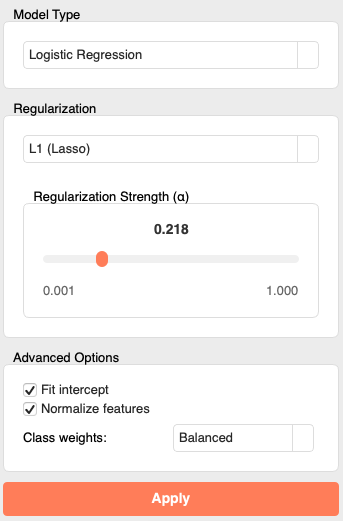 Model Type
Logistic Regression
Regularization
L1 (Lasso)
Regularization Strength (α)
0.218
0.001 1.000
Advanced Options
Fit intercept
Normalize features
Class weights: Balanced
Apply